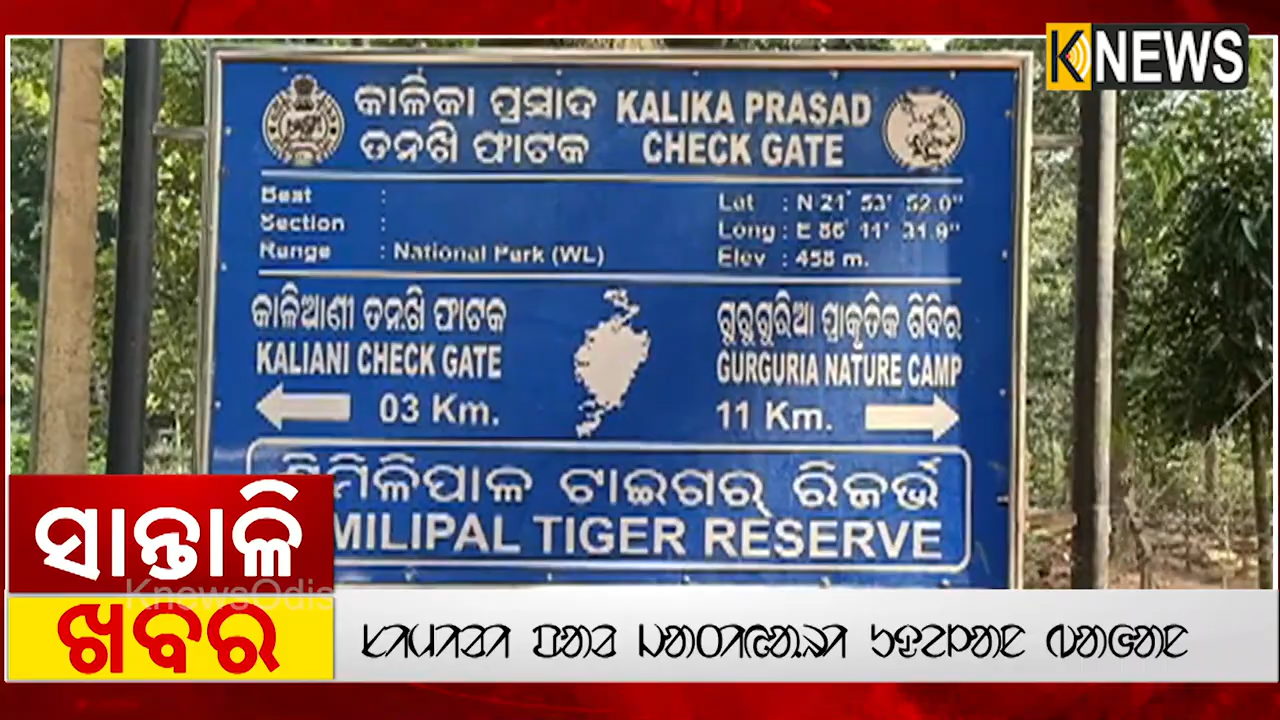 K NEWS
କାଳିକା ପ୍ରସାଦ KALIKA PRASAD
ତନଖି ଫାଟକ CHECK GATE
Beat :
Section :
Range : National Park (WL)
Lat : N 21° 53' 52.0"
Long : E 86° 11' 31.9"
Elev : 458 m.
କାଳିଆଣୀ ତନଖି ଫାଟକ
KALIANI CHECK GATE
03 Km.
ଗୁରୁଗୁରିଆ ପ୍ରାକୃତିକ ଶିବିର
GURGURIA NATURE CAMP
11 Km.
ମିଳିପାଳ ଟାଇଗର୍ ରିଜର୍ଭ
MILIPAL TIGER RESERVE
ସାନ୍ତାଳି
ଖବର
KnewsOdis